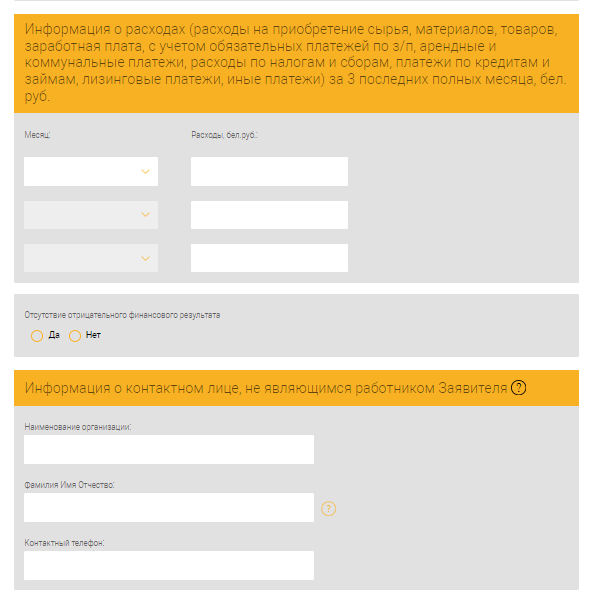 Информация о расходах (расходы на приобретение сырья, материалов, товаров,
заработная плата, с учетом обязательных платежей по з/п, арендные и
коммунальные платежи, расходы по налогам и сборам, платежи по кредитам и
займам, лизинговые платежи, иные платежи) за 3 последних полных месяца, бел.
руб.
Месяц: Расходы, бел.руб.:
Отсутствие отрицательного финансового результата
Да Нет
Информация о контактном лице, не являющимся работником Заявителя ?
Наименование организации:
Фамилия Имя Отчество:
?
Контактный телефон: